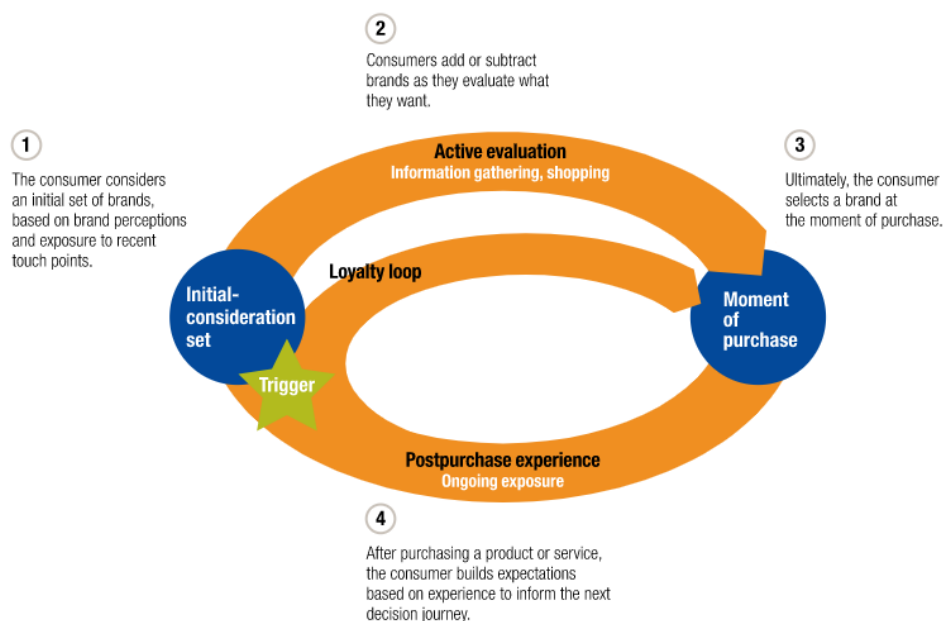 1
The consumer considers
an initial set of brands,
based on brand perceptions
and exposure to recent
touch points.
2
Consumers add or subtract
brands as they evaluate what
they want.
3
Ultimately, the consumer
selects a brand at
the moment of purchase.
Active evaluation
Information gathering, shopping
Loyalty loop
Initial-
consideration
set
Trigger
Moment
of
purchase
Postpurchase experience
Ongoing exposure
4
After purchasing a product or service,
the consumer builds expectations
based on experience to inform the next
decision journey.